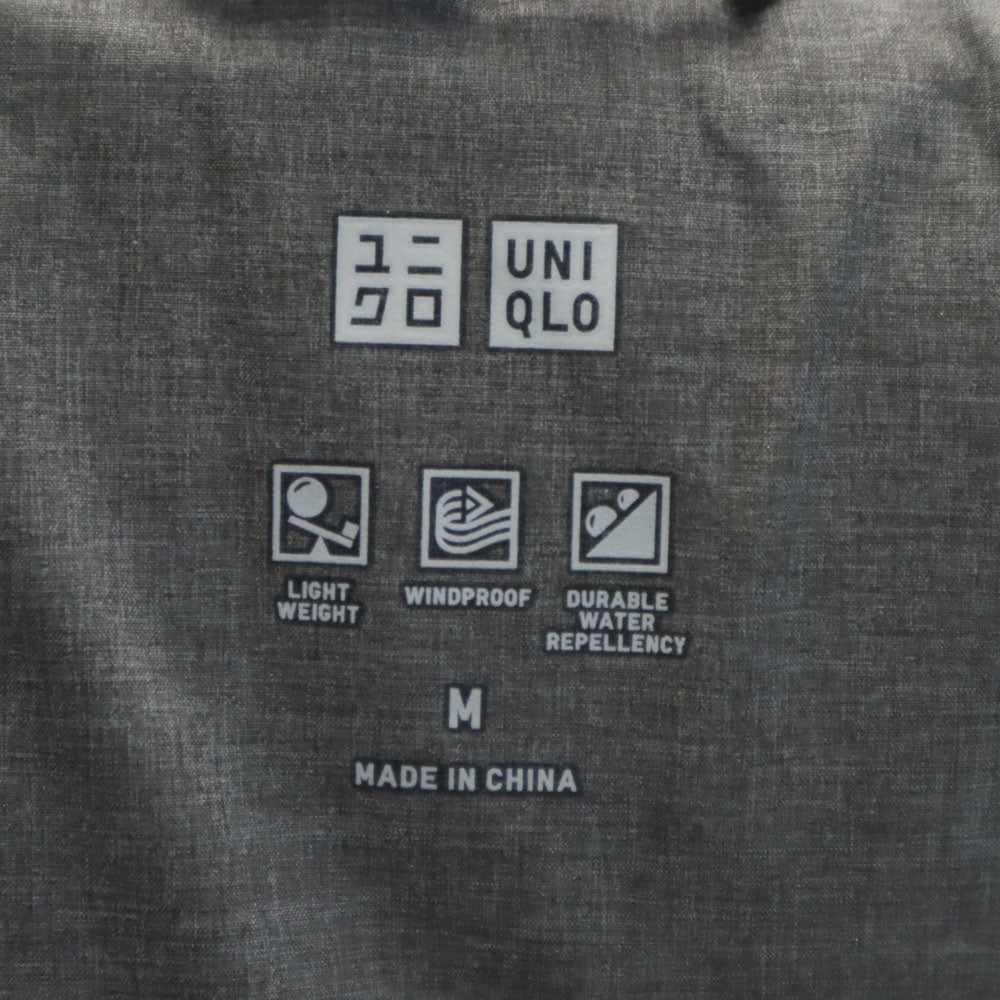 ユニ
クロ
UNI
QLO
LIGHT
WEIGHT
WINDPROOF
DURABLE
WATER
REPELLENCY
M
MADE IN CHINA